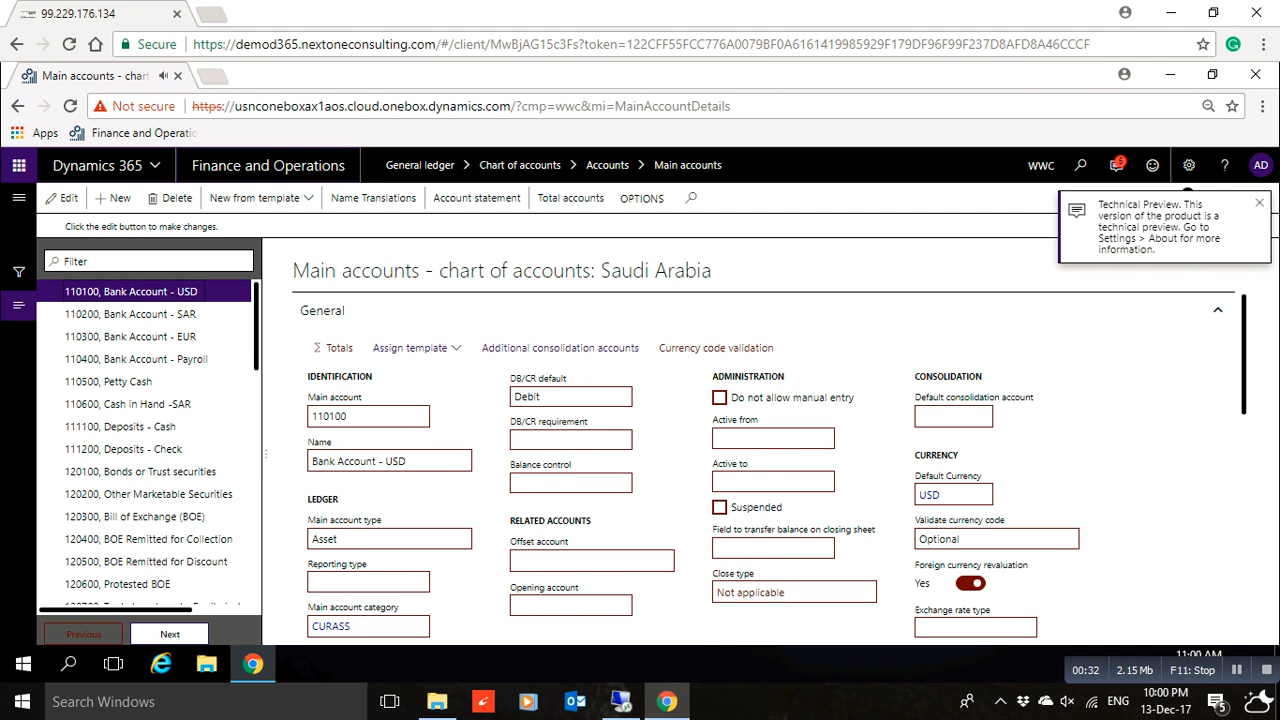 99.229.176.134
Secure https://demod365.nextoneconsulting.com/#/client/MwBjAG15c3Fs?token=122CFF55FCC776A0079BF0A6161419985929F179DF96F99F237D8AFD8A46CCCF
Main accounts - chart
Not secure https://usnconeboxax1aos.cloud.onebox.dynamics.com/?cmp=wwc&mi=MainAccountDetails
Apps Finance and Operatio
Dynamics 365 Finance and Operations General ledger Chart of accounts Accounts Main accounts WWC 5 ? AD
Edit + New Delete New from template Name Translations Account statement Total accounts OPTIONS
Click the edit button to make changes.
Technical Preview. This
version of the product is a
technical preview. Go to
Settings > About for more
information.
Filter
110100, Bank Account - USD
110200, Bank Account - SAR
110300, Bank Account - EUR
110400, Bank Account - Payroll
110500, Petty Cash
110600, Cash in Hand -SAR
111100, Deposits - Cash
111200, Deposits - Check
120100, Bonds or Trust securities
120200, Other Marketable Securities
120300, Bill of Exchange (BOE)
120400, BOE Remitted for Collection
120500, BOE Remitted for Discount
120600, Protested BOE
Previous Next
Main accounts - chart of accounts: Saudi Arabia
General
Σ Totals Assign template Additional consolidation accounts Currency code validation
IDENTIFICATION
Main account
110100
Name
Bank Account - USD
LEDGER
Main account type
Asset
Reporting type
Main account category
CURASS
DB/CR default
Debit
DB/CR requirement
Balance control
RELATED ACCOUNTS
Offset account
Opening account
ADMINISTRATION
Do not allow manual entry
Active from
Active to
Suspended
Field to transfer balance on closing sheet
Close type
Not applicable
CONSOLIDATION
Default consolidation account
CURRENCY
Default Currency
USD
Validate currency code
Optional
Foreign currency revaluation
Yes
Exchange rate type
11:00 AM
00:32 2.15 Mb F11: Stop
Search Windows
ENG
10:00 PM
13-Dec-17
5